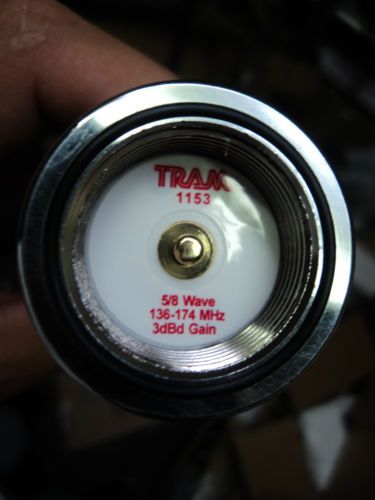 TRAM
1153
5/8 Wave
136-174 MHz
3dBd Gain